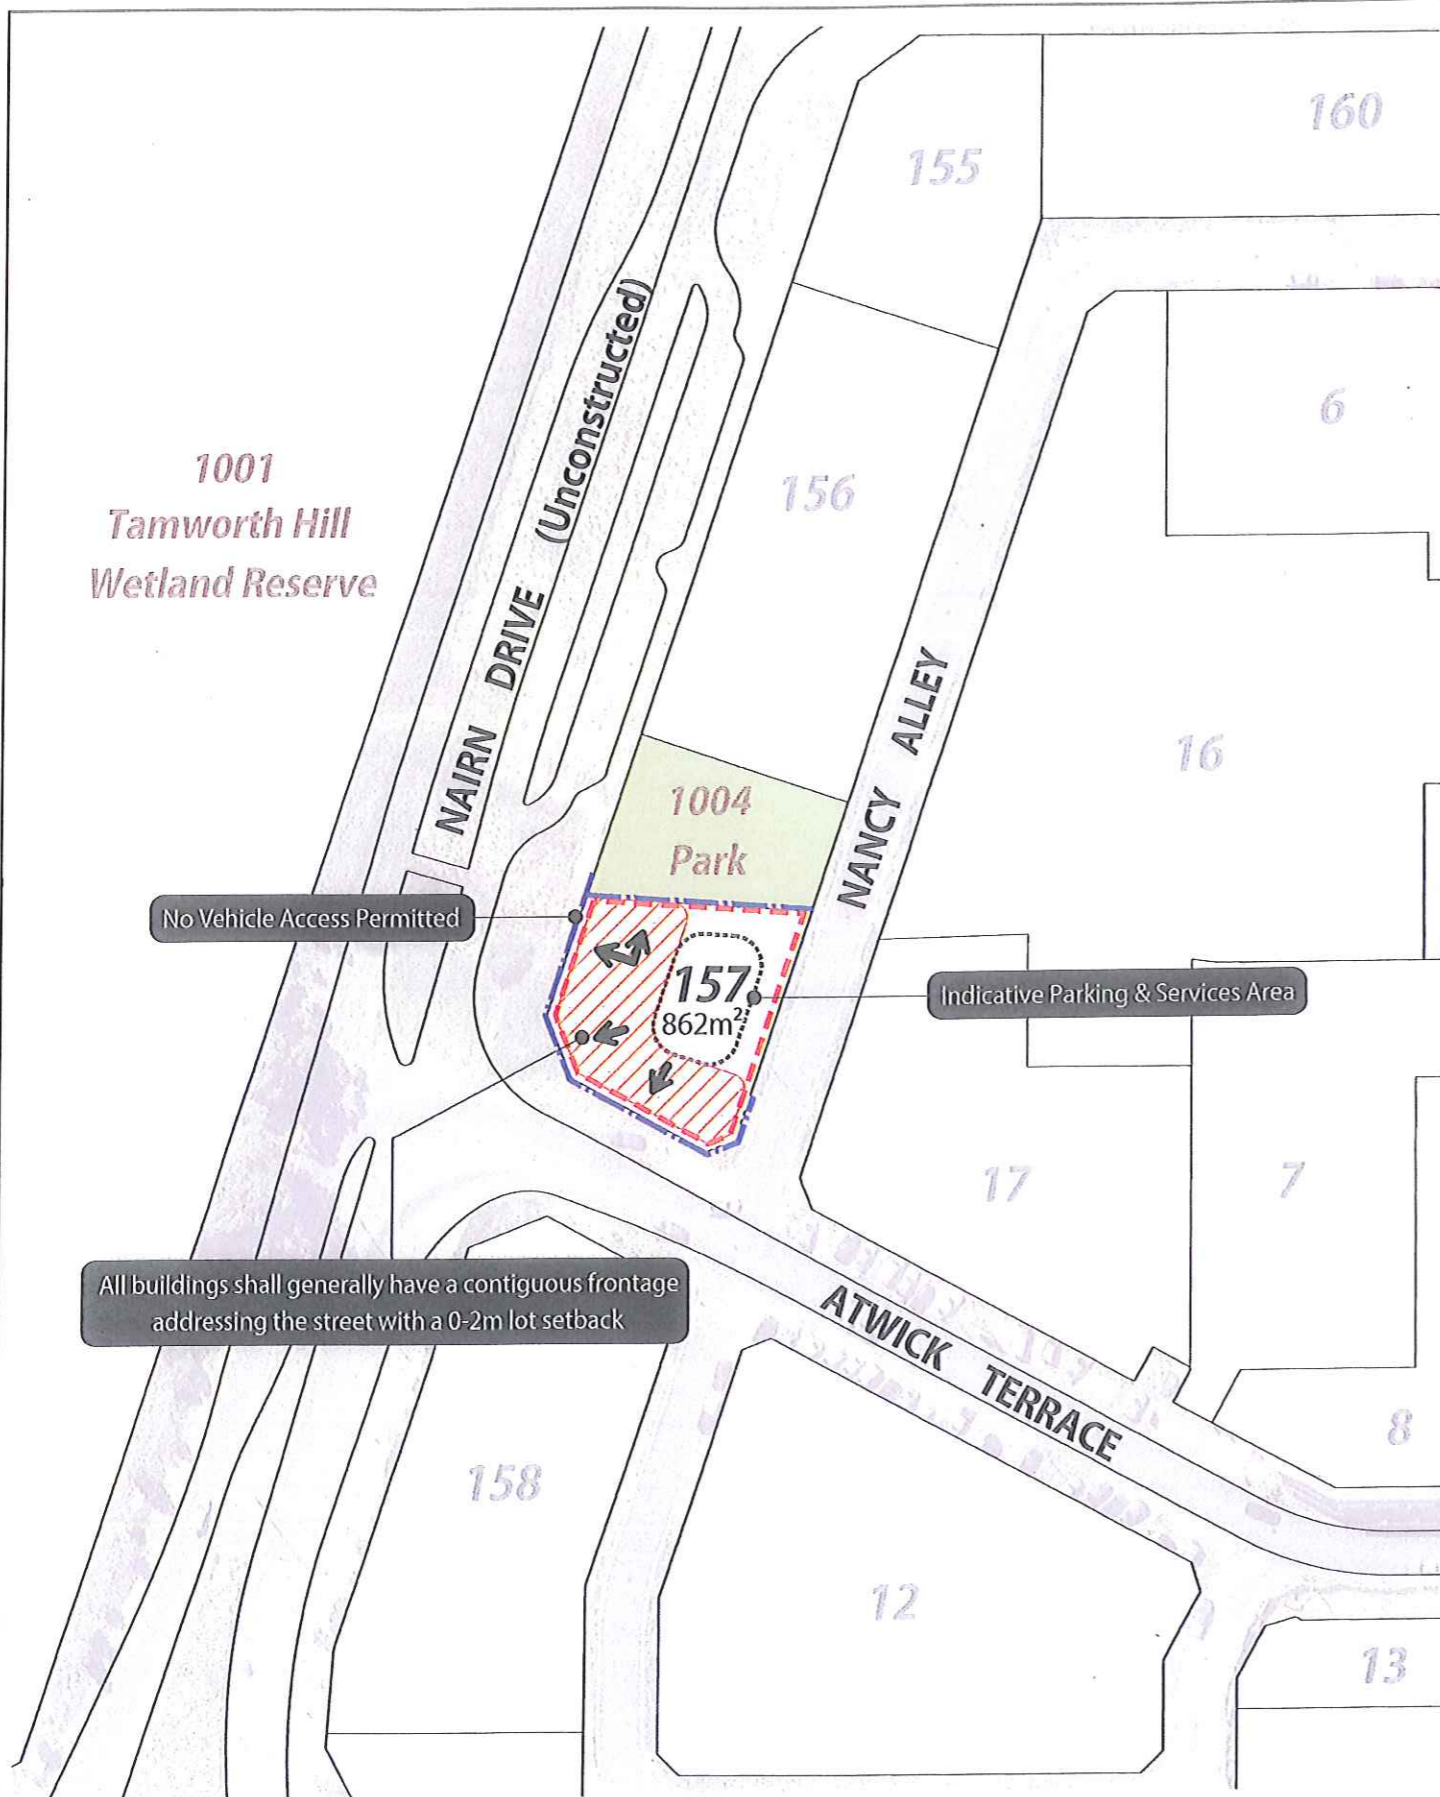 160
155
NAIRN DRIVE (Unconstructed)
6
1001
Tamworth Hill
Wetland Reserve
156
NANCY ALLEY
16
1004
Park
No Vehicle Access Permitted
157
862m²
Indicative Parking & Services Area
17
7
All buildings shall generally have a contiguous frontage
addressing the street with a 0-2m lot setback
ATWICK TERRACE
8
158
12
13